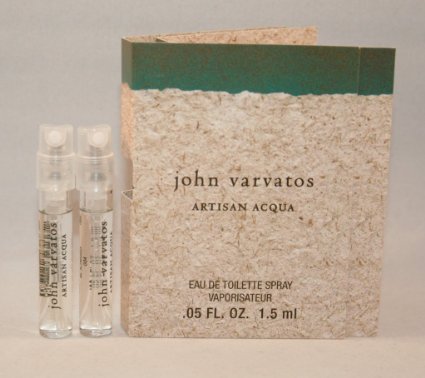 john varvatos
ARTISAN ACQUA
john varvatos
ARTISAN ACQUA
john varvatos
ARTISAN ACQUA
EAU DE TOILETTE SPRAY
VAPORISATEUR
.05 FL. OZ. 1.5 ml